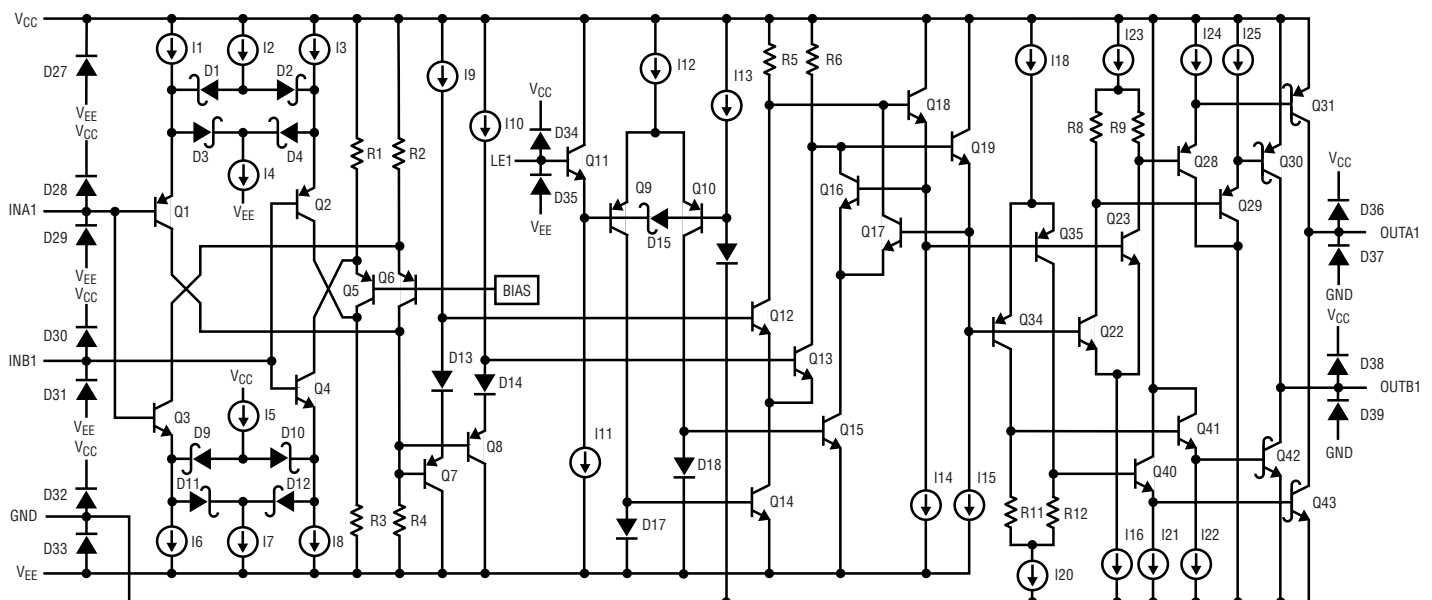 VCC
I1
I2
I3
D1
D2
D27
VEE
VCC
D3
D4
I4
VEE
D28
INA1
D29
Q1
Q2
R1
R2
I9
I10
VCC
D34
LE1
D35
VEE
Q11
I12
I13
Q9
Q10
D15
R5
R6
Q18
Q19
Q16
Q17
I18
I23
I24
I25
R8
R9
Q31
Q28
Q30
Q29
Q23
Q35
VCC
D36
OUTA1
D37
GND
VEE
VCC
D30
INB1
D31
VEE
VCC
Q5
Q6
BIAS
D13
D14
Q12
Q13
Q34
Q22
VCC
D38
OUTB1
D39
GND
Q3
Q4
VCC
I5
D9
D10
D11
D12
I6
I7
I8
D32
GND
D33
VEE
R3
R4
Q7
Q8
I11
D17
D18
Q14
Q15
I14
I15
R11
R12
I20
Q41
Q40
Q42
Q43
I16
I21
I22